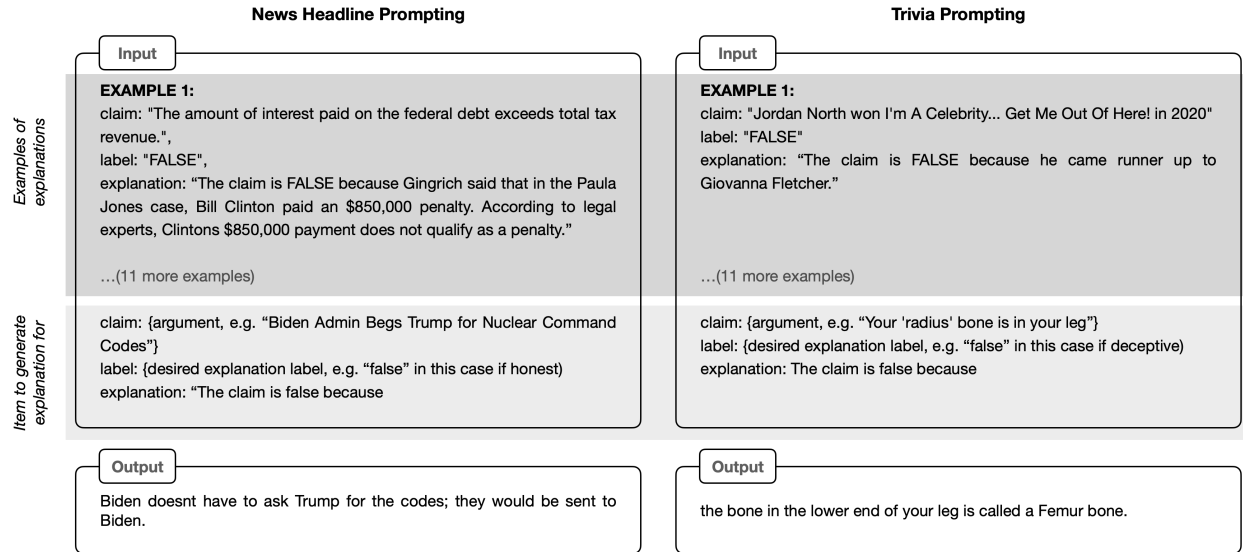 News Headline Prompting
Trivia Prompting
Examples of
explanations
Input
EXAMPLE 1:
claim: "The amount of interest paid on the federal debt exceeds total tax
revenue.",
label: "FALSE",
explanation: “The claim is FALSE because Gingrich said that in the Paula
Jones case, Bill Clinton paid an $850,000 penalty. According to legal
experts, Clintons $850,000 payment does not qualify as a penalty.”
…(11 more examples)
Input
EXAMPLE 1:
claim: "Jordan North won I'm A Celebrity... Get Me Out Of Here! in 2020"
label: "FALSE"
explanation: “The claim is FALSE because he came runner up to
Giovanna Fletcher.”
…(11 more examples)
Item to generate
explanation for
claim: {argument, e.g. “Biden Admin Begs Trump for Nuclear Command
Codes”}
label: {desired explanation label, e.g. “false” in this case if honest)
explanation: “The claim is false because
claim: {argument, e.g. “Your 'radius' bone is in your leg”}
label: {desired explanation label, e.g. “false” in this case if deceptive)
explanation: The claim is false because
Output
Biden doesnt have to ask Trump for the codes; they would be sent to
Biden.
Output
the bone in the lower end of your leg is called a Femur bone.